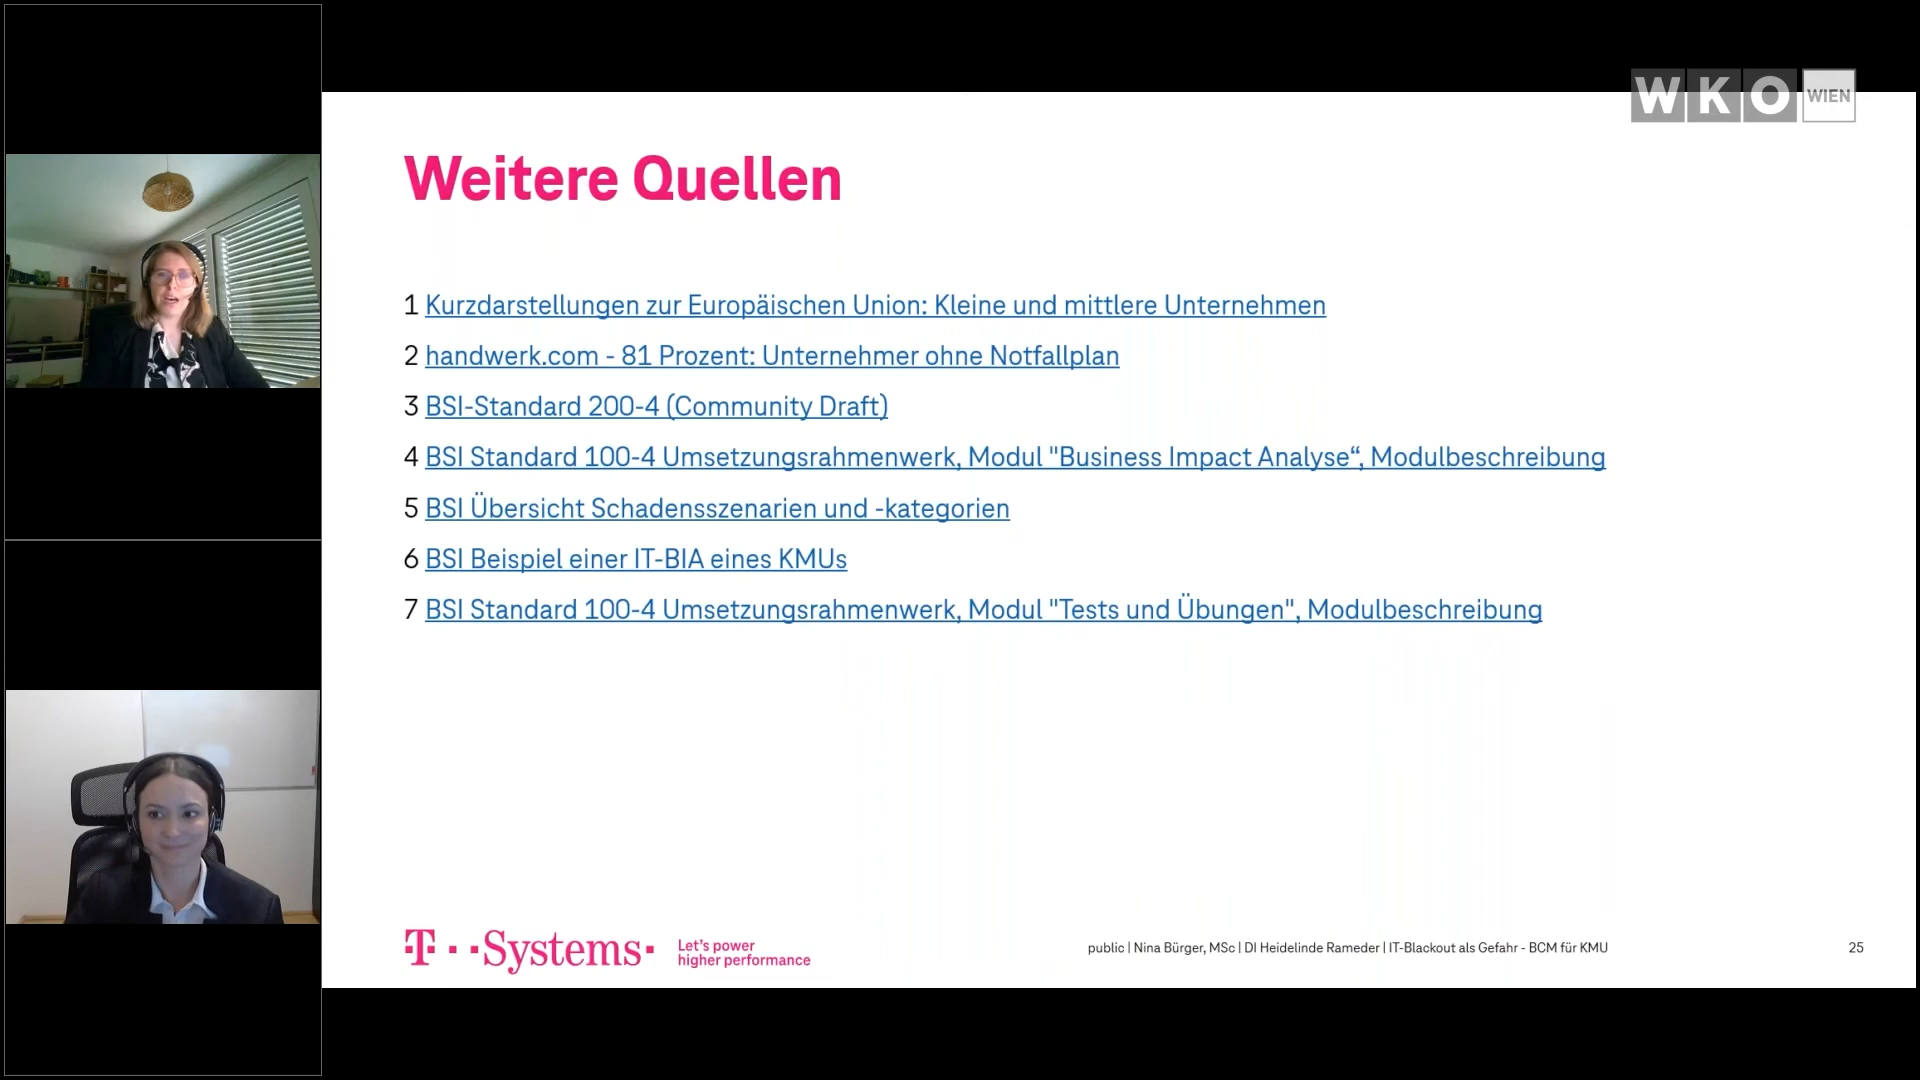 WKO WIEN
Weitere Quellen
1 Kurzdarstellungen zur Europäischen Union: Kleine und mittlere Unternehmen
2 handwerk.com - 81 Prozent: Unternehmer ohne Notfallplan
3 BSI-Standard 200-4 (Community Draft)
4 BSI Standard 100-4 Umsetzungsrahmenwerk, Modul "Business Impact Analyse“, Modulbeschreibung
5 BSI Übersicht Schadensszenarien und -kategorien
6 BSI Beispiel einer IT-BIA eines KMUs
7 BSI Standard 100-4 Umsetzungsrahmenwerk, Modul "Tests und Übungen", Modulbeschreibung
T··Systems·
Let's power
higher performance
public | Nina Bürger, MSc | DI Heidelinde Rameder | IT-Blackout als Gefahr - BCM für KMU
25